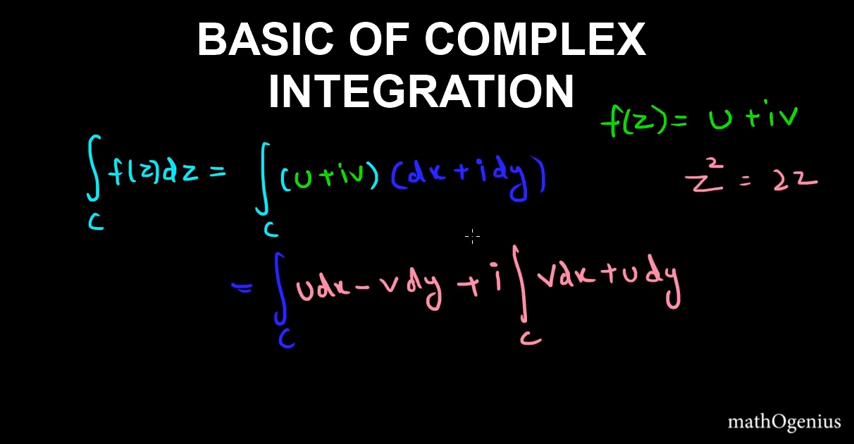 BASIC OF COMPLEX
INTEGRATION
f(z) = u + iv
∫_C f(z)dz = ∫_C (u+iv) (dx + idy)
z² = 2z
= ∫_C udx - vdy + i ∫_C vdx + udy
mathOgenius